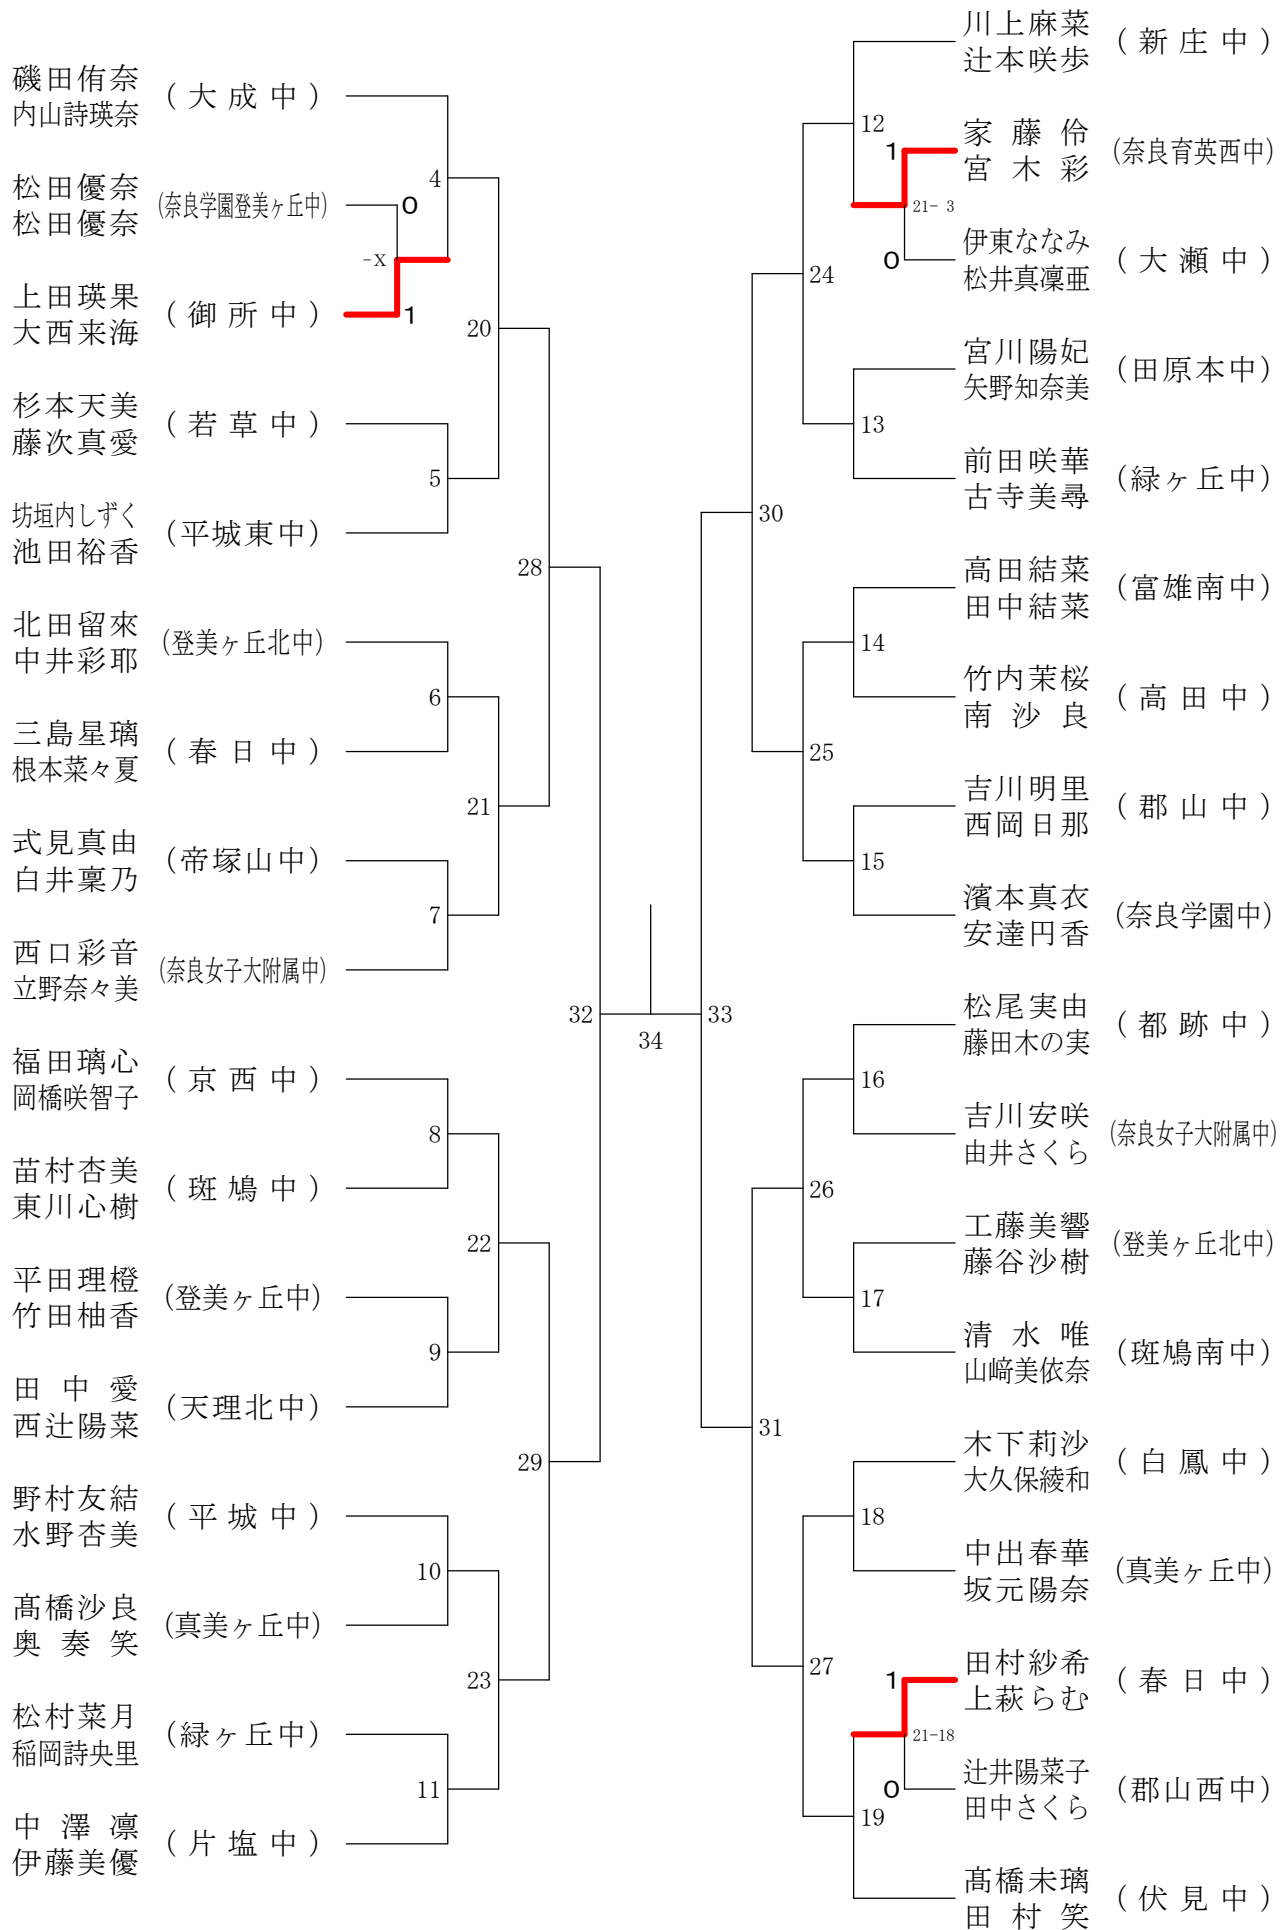 磯田侑奈
内山詩瑛奈
(大成中)
松田優奈
松田優奈
(奈良学園登美ヶ丘中)
0
-X
上田瑛果
大西来海
(御所中)
1
4
20
杉本天美
藤次真愛
(若草中)
5
坊垣内しずく
池田裕香
(平城東中)
28
北田留來
中井彩耶
(登美ヶ丘北中)
6
三島星璃
根本菜々夏
(春日中)
21
式見真由
白井稟乃
(帝塚山中)
7
西口彩音
立野奈々美
(奈良女子大附属中)
32
34
33
福田璃心
岡橋咲智子
(京西中)
8
苗村杏美
東川心樹
(斑鳩中)
22
平田理橙
竹田柚香
(登美ヶ丘中)
9
田中愛
西辻陽菜
(天理北中)
29
野村友結
水野杏美
(平城中)
10
髙橋沙良
奥奏笑
(真美ヶ丘中)
23
松村菜月
稲岡詩央里
(緑ヶ丘中)
11
中澤凛
伊藤美優
(片塩中)
川上麻菜
辻本咲歩
(新庄中)
12
家藤伶
宮木彩
(奈良育英西中)
1
21- 3
伊東ななみ
松井真凜亜
(大瀬中)
0
24
宮川陽妃
矢野知奈美
(田原本中)
13
前田咲華
古寺美尋
(緑ヶ丘中)
30
高田結菜
田中結菜
(富雄南中)
14
竹内茉桜
南沙良
(高田中)
25
吉川明里
西岡日那
(郡山中)
15
濱本真衣
安達円香
(奈良学園中)
松尾実由
藤田木の実
(都跡中)
16
吉川安咲
由井さくら
(奈良女子大附属中)
26
工藤美響
藤谷沙樹
(登美ヶ丘北中)
17
清水唯
山﨑美依奈
(斑鳩南中)
31
木下莉沙
大久保綾和
(白鳳中)
18
中出春華
坂元陽奈
(真美ヶ丘中)
27
田村紗希
上萩らむ
(春日中)
1
21-18
辻井陽菜子
田中さくら
(郡山西中)
0
19
髙橋未璃
田村笑
(伏見中)